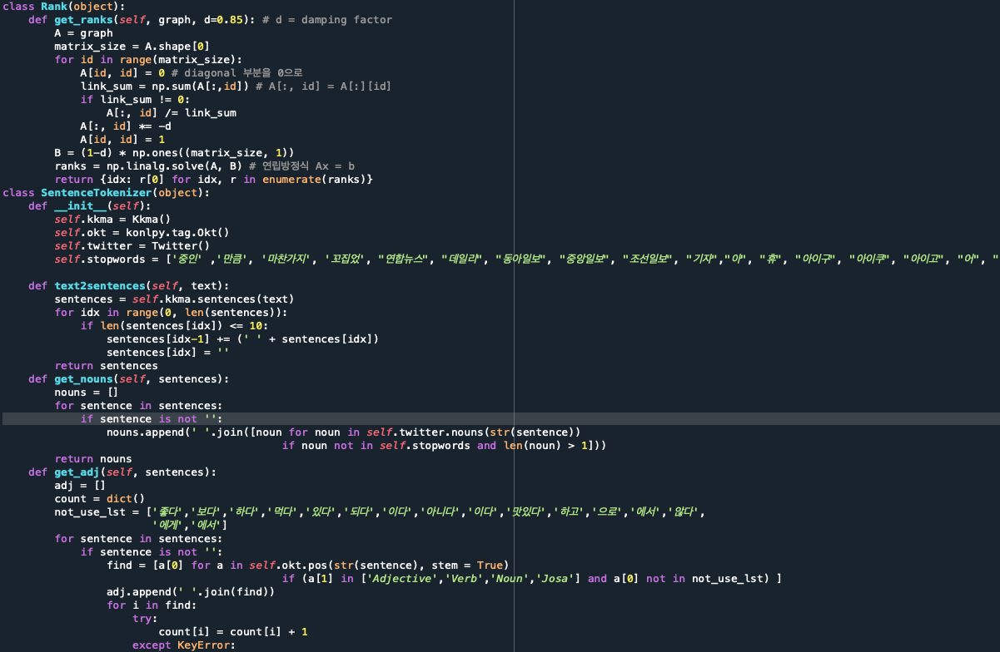 class Rank(object):
    def get_ranks(self, graph, d=0.85): # d = damping factor
        A = graph
        matrix_size = A.shape[0]
        for id in range(matrix_size):
            A[id, id] = 0 # diagonal 부분을 0으로
            link_sum = np.sum(A[:,id]) # A[:, id] = A[:][id]
            if link_sum != 0:
                A[:, id] /= link_sum
            A[:, id] *= -d
            A[id, id] = 1
        B = (1-d) * np.ones((matrix_size, 1))
        ranks = np.linalg.solve(A, B) # 연립방정식 Ax = b
        return {idx: r[0] for idx, r in enumerate(ranks)}
class SentenceTokenizer(object):
    def __init__(self):
        self.kkma = Kkma()
        self.okt = konlpy.tag.Okt()
        self.twitter = Twitter()
        self.stopwords = ['중인' ,'만큼', '마찬가지', '꼬집었', "연합뉴스", "데일리", "동아일보", "중앙일보", "조선일보", "기자","아", "휴", "아이구", "아이쿠", "아이고", "어", "

    def text2sentences(self, text):
        sentences = self.kkma.sentences(text)
        for idx in range(0, len(sentences)):
            if len(sentences[idx]) <= 10:
                sentences[idx-1] += (' ' + sentences[idx])
                sentences[idx] = ''
        return sentences
    def get_nouns(self, sentences):
        nouns = []
        for sentence in sentences:
            if sentence is not '':
                nouns.append(' '.join([noun for noun in self.twitter.nouns(str(sentence))
                                           if noun not in self.stopwords and len(noun) > 1]))
        return nouns
    def get_adj(self, sentences):
        adj = []
        count = dict()
        not_use_lst = ['좋다','보다','하다','먹다','있다','되다','이다','아니다','이다','맛있다','하고','으로','에서','않다',
                       '에게','에서']
        for sentence in sentences:
            if sentence is not '':
                find = [a[0] for a in self.okt.pos(str(sentence), stem = True)
                                           if (a[1] in ['Adjective','Verb','Noun','Josa'] and a[0] not in not_use_lst) ]
                adj.append(' '.join(find))
                for i in find:
                    try:
                        count[i] = count[i] + 1
                    except KeyError: